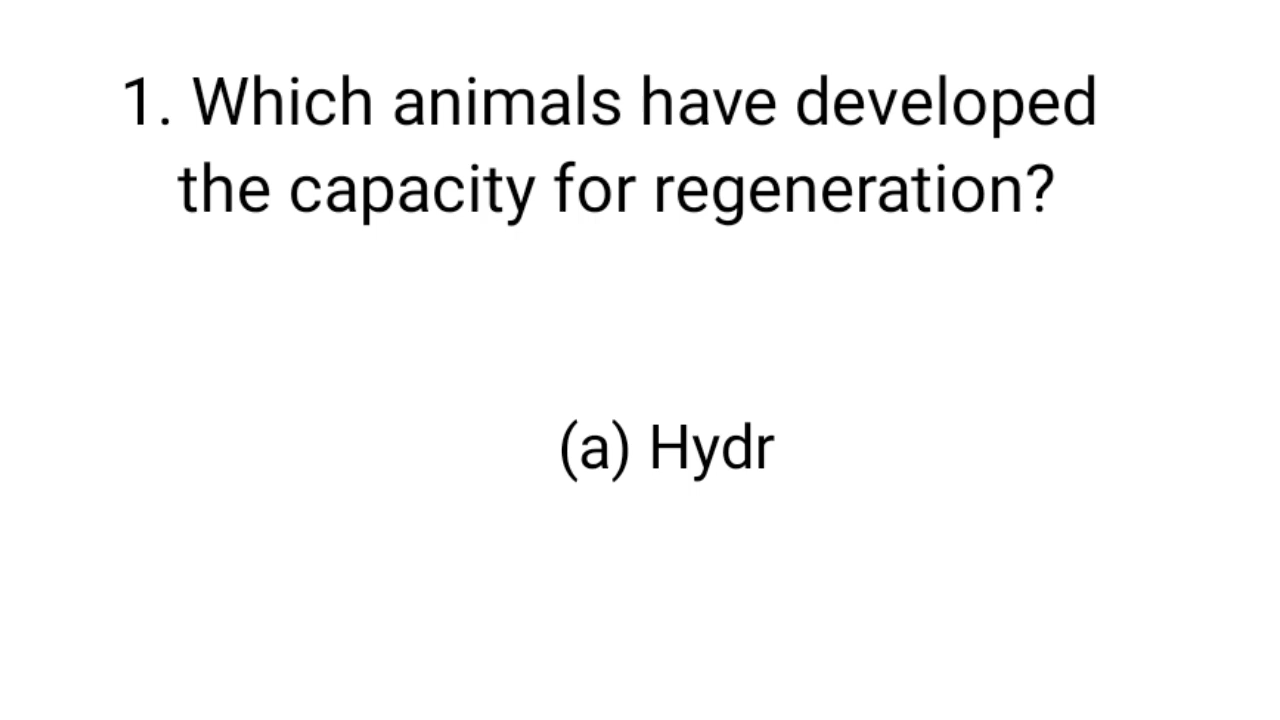 1. Which animals have developed
the capacity for regeneration?
(a) Hydr